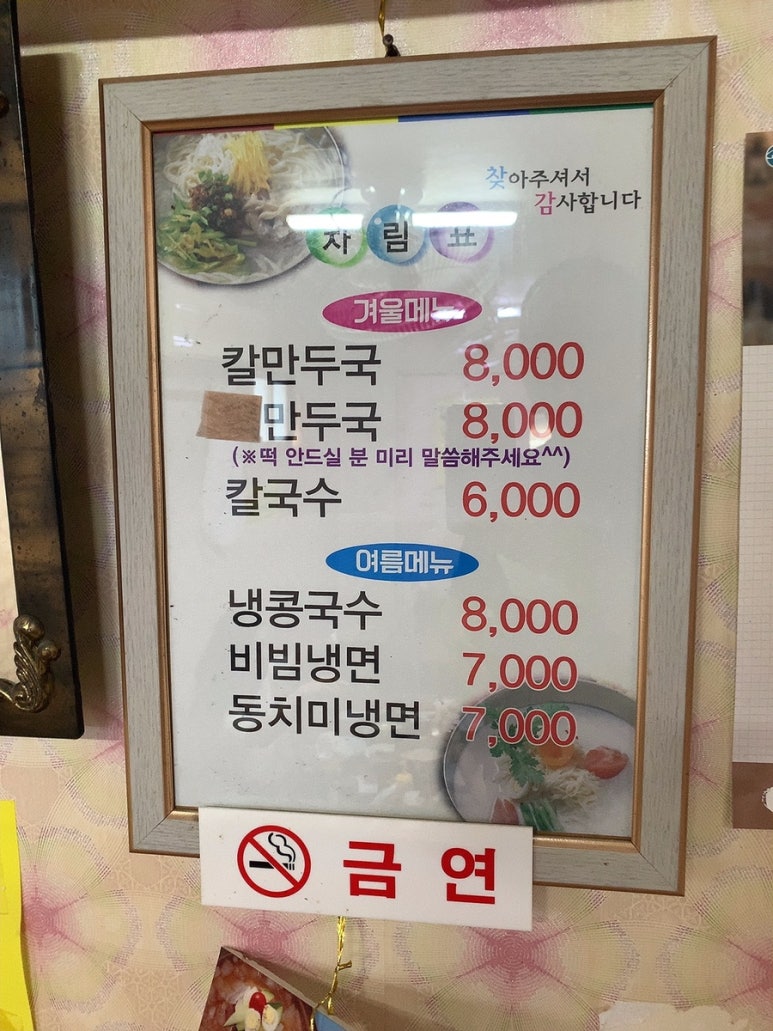 찾아주셔서
감사합니다
차림표
겨울메뉴
칼만두국 8,000
만두국 8,000
(※떡 안드실 분 미리 말씀해주세요^^)
칼국수 6,000
여름메뉴
냉콩국수 8,000
비빔냉면 7,000
동치미냉면 7,000
금연